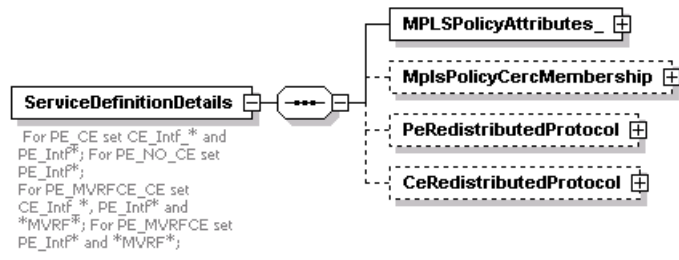 MPLSPolicyAttributes_
MplsPolicyCercMembership
ServiceDefinitionDetails
PeRedistributedProtocol
CeRedistributedProtocol
For PE_CE set CE_Intf_* and
PE_Intf*; For PE_NO_CE set
PE_Intf*;
For PE_MVRFCE_CE set
CE_Intf_*, PE_Intf* and
*MVRF*; For PE_MVRFCE set
PE_Intf* and *MVRF*;